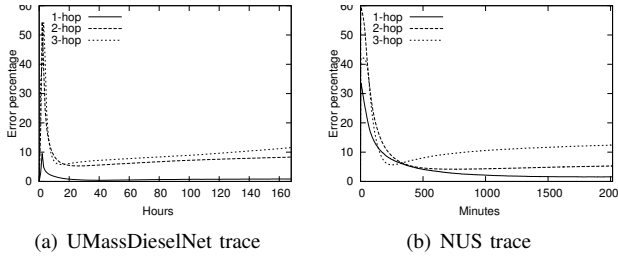 60
50
40
30
20
10
0
Error percentage
1-hop
2-hop
3-hop
0 20 40 60 80 100 120 140 160
Hours
(a) UMassDieselNet trace
60
50
40
30
20
10
0
Error percentage
1-hop
2-hop
3-hop
0 500 1000 1500 2000
Minutes
(b) NUS trace